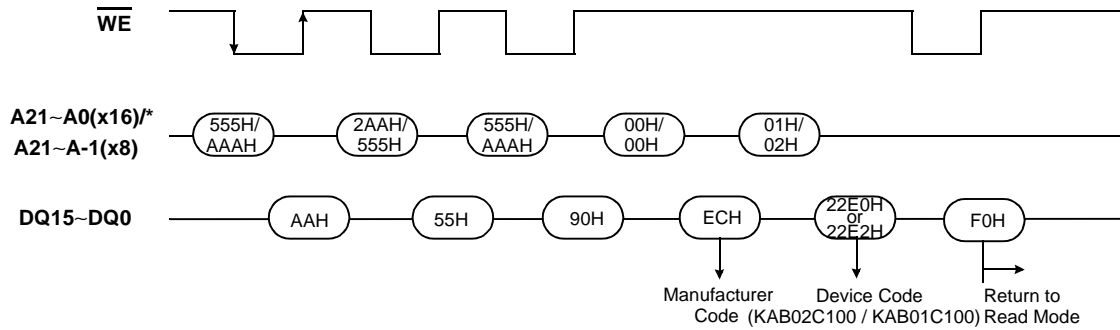 WE
A21~A0(x16)/*
A21~A-1(x8)
555H/
AAAH
2AAH/
555H
555H/
AAAH
00H/
00H
01H/
02H
DQ15~DQ0
AAH
55H
90H
ECH
22E0H
or
22E2H
F0H
Manufacturer
Code
Device Code
(KAB02C100 / KAB01C100)
Return to
Read Mode